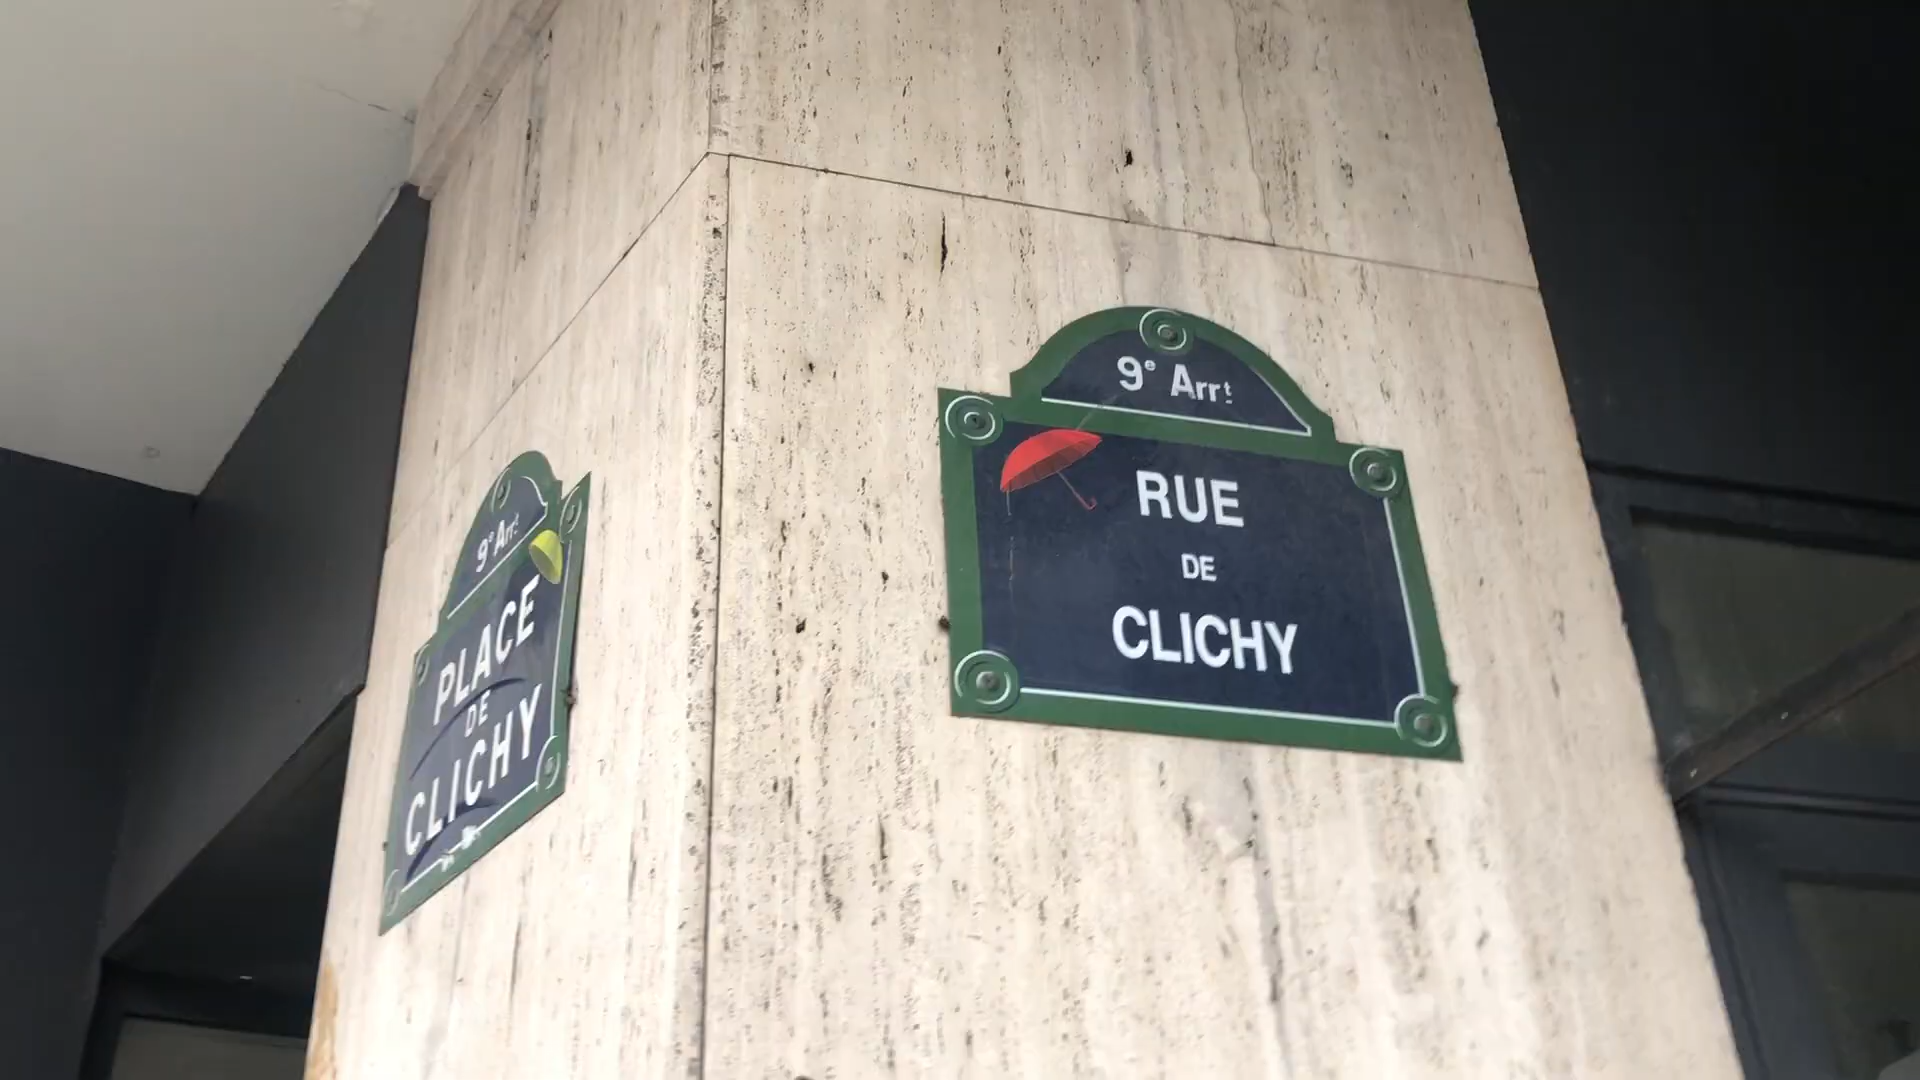 9e Arrt
PLACE
DE
CLICHY
9e Arrt
RUE
DE
CLICHY